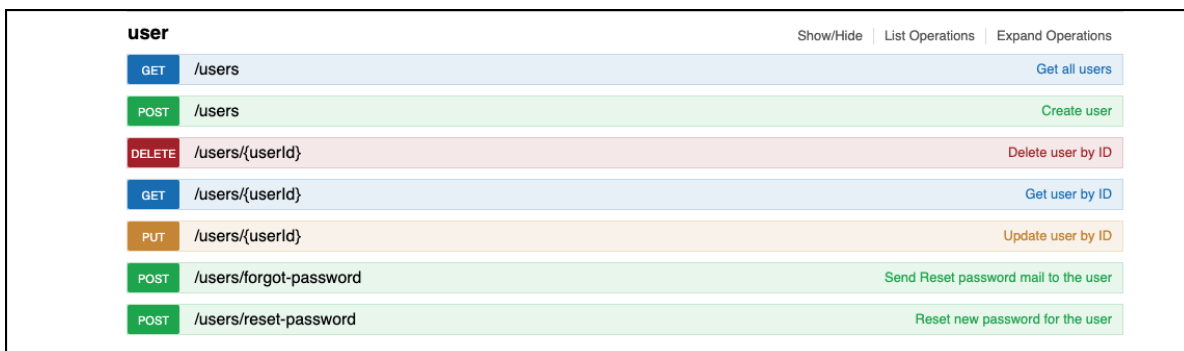 user Show/Hide List Operations Expand Operations
GET /users Get all users
POST /users Create user
DELETE /users/{userId} Delete user by ID
GET /users/{userId} Get user by ID
PUT /users/{userId} Update user by ID
POST /users/forgot-password Send Reset password mail to the user
POST /users/reset-password Reset new password for the user